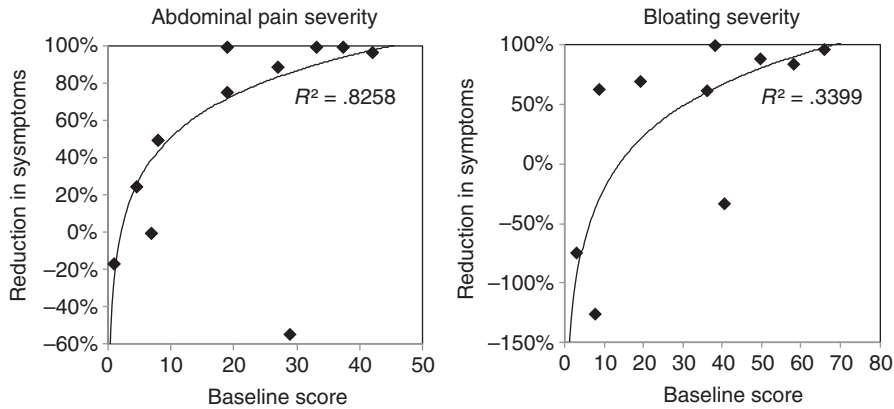 Abdominal pain severity
100%
80%
60%
40%
20%
0%
–20%
–40%
–60%
Reduction in sysmptoms
R² = .8258
0 10 20 30 40 50
Baseline score
Bloating severity
100%
50%
0%
–50%
–100%
–150%
Reduction in symptoms
R² = .3399
0 10 20 30 40 50 60 70 80
Baseline score